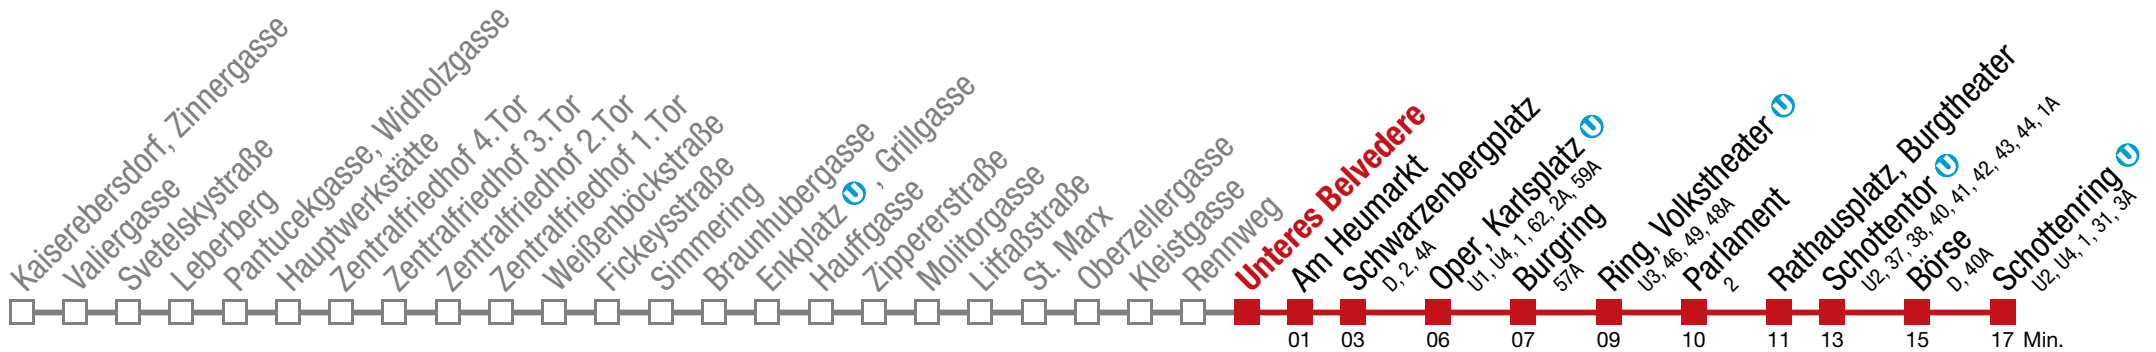 Kaiserebersdorf, Zinnergasse
Valiergasse
Svetelskystraße
Leberberg
Pantucekgasse, Widholzgasse
Hauptwerkstätte
Zentralfriedhof 4. Tor
Zentralfriedhof 3. Tor
Zentralfriedhof 2. Tor
Zentralfriedhof 1. Tor
Weißenböckstraße
Fickeysstraße
Simmering
Braunhubergasse
Enkplatz U, Grillgasse
Hauffgasse
Zippererstraße
Molitorgasse
Litfaßstraße
St. Marx
Oberzellergasse
Kleistgasse
Rennweg
Unteres Belvedere
Am Heumarkt
Schwarzenbergplatz
D, 2, 4A
Oper, Karlsplatz U
U1, U4, 1, 62, 2A, 59A
Burgring
57A
Ring, Volkstheater U
U3, 46, 49, 48A
Parlament
2
Rathausplatz, Burgtheater
Schottentor U
U2, 37, 38, 40, 41, 42, 43, 44, 1A
Börse
D, 40A
Schottenring U
U2, U4, 1, 31, 3A
01 03 06 07 09 10 11 13 15 17 Min.